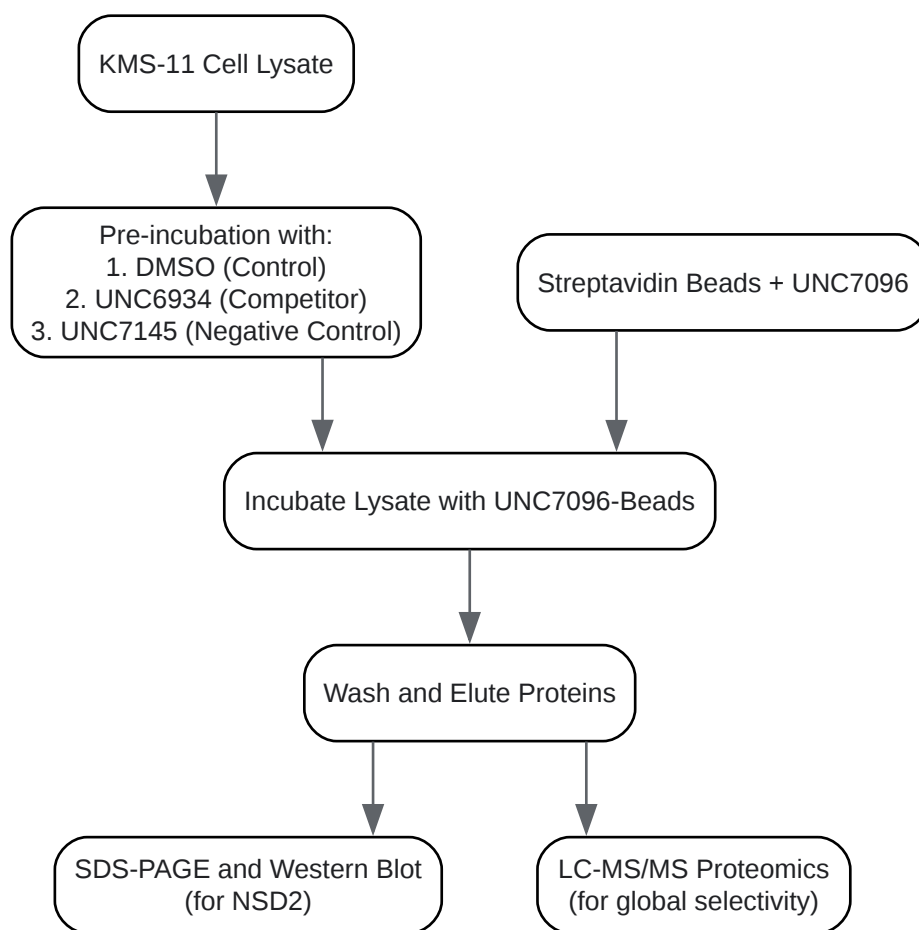 KMS-11 Cell Lysate
Pre-incubation with:
1. DMSO (Control)
2. UNC6934 (Competitor)
3. UNC7145 (Negative Control)
Streptavidin Beads + UNC7096
Incubate Lysate with UNC7096-Beads
Wash and Elute Proteins
SDS-PAGE and Western Blot
(for NSD2)
LC-MS/MS Proteomics
(for global selectivity)